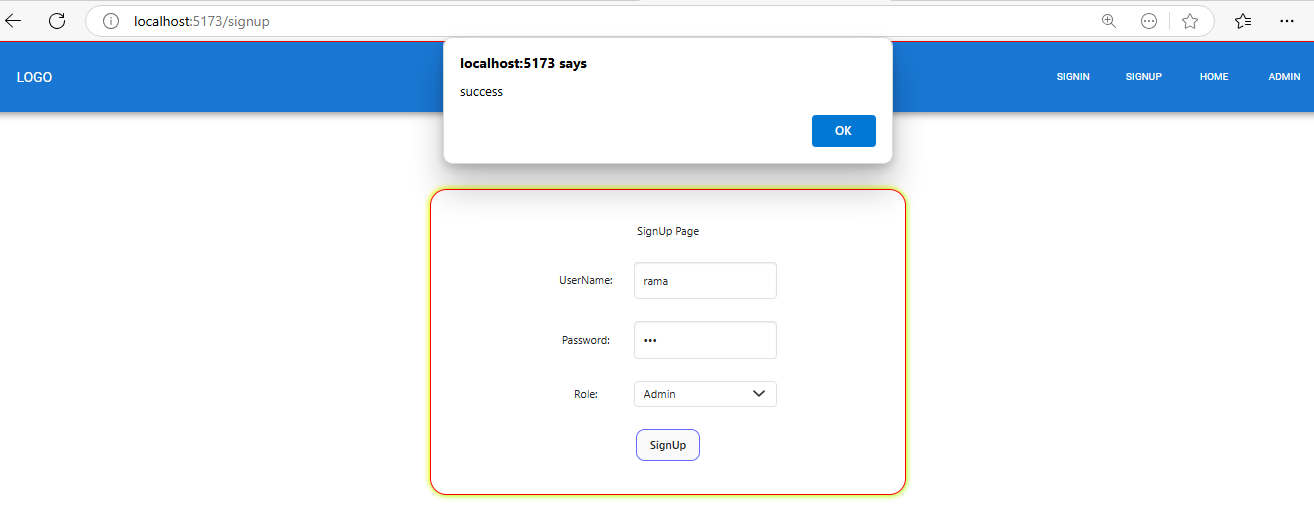 localhost:5173/signup
localhost:5173 says
success
OK
LOGO
SIGNIN SIGNUP HOME ADMIN
SignUp Page
UserName: rama
Password: •••
Role: Admin
SignUp